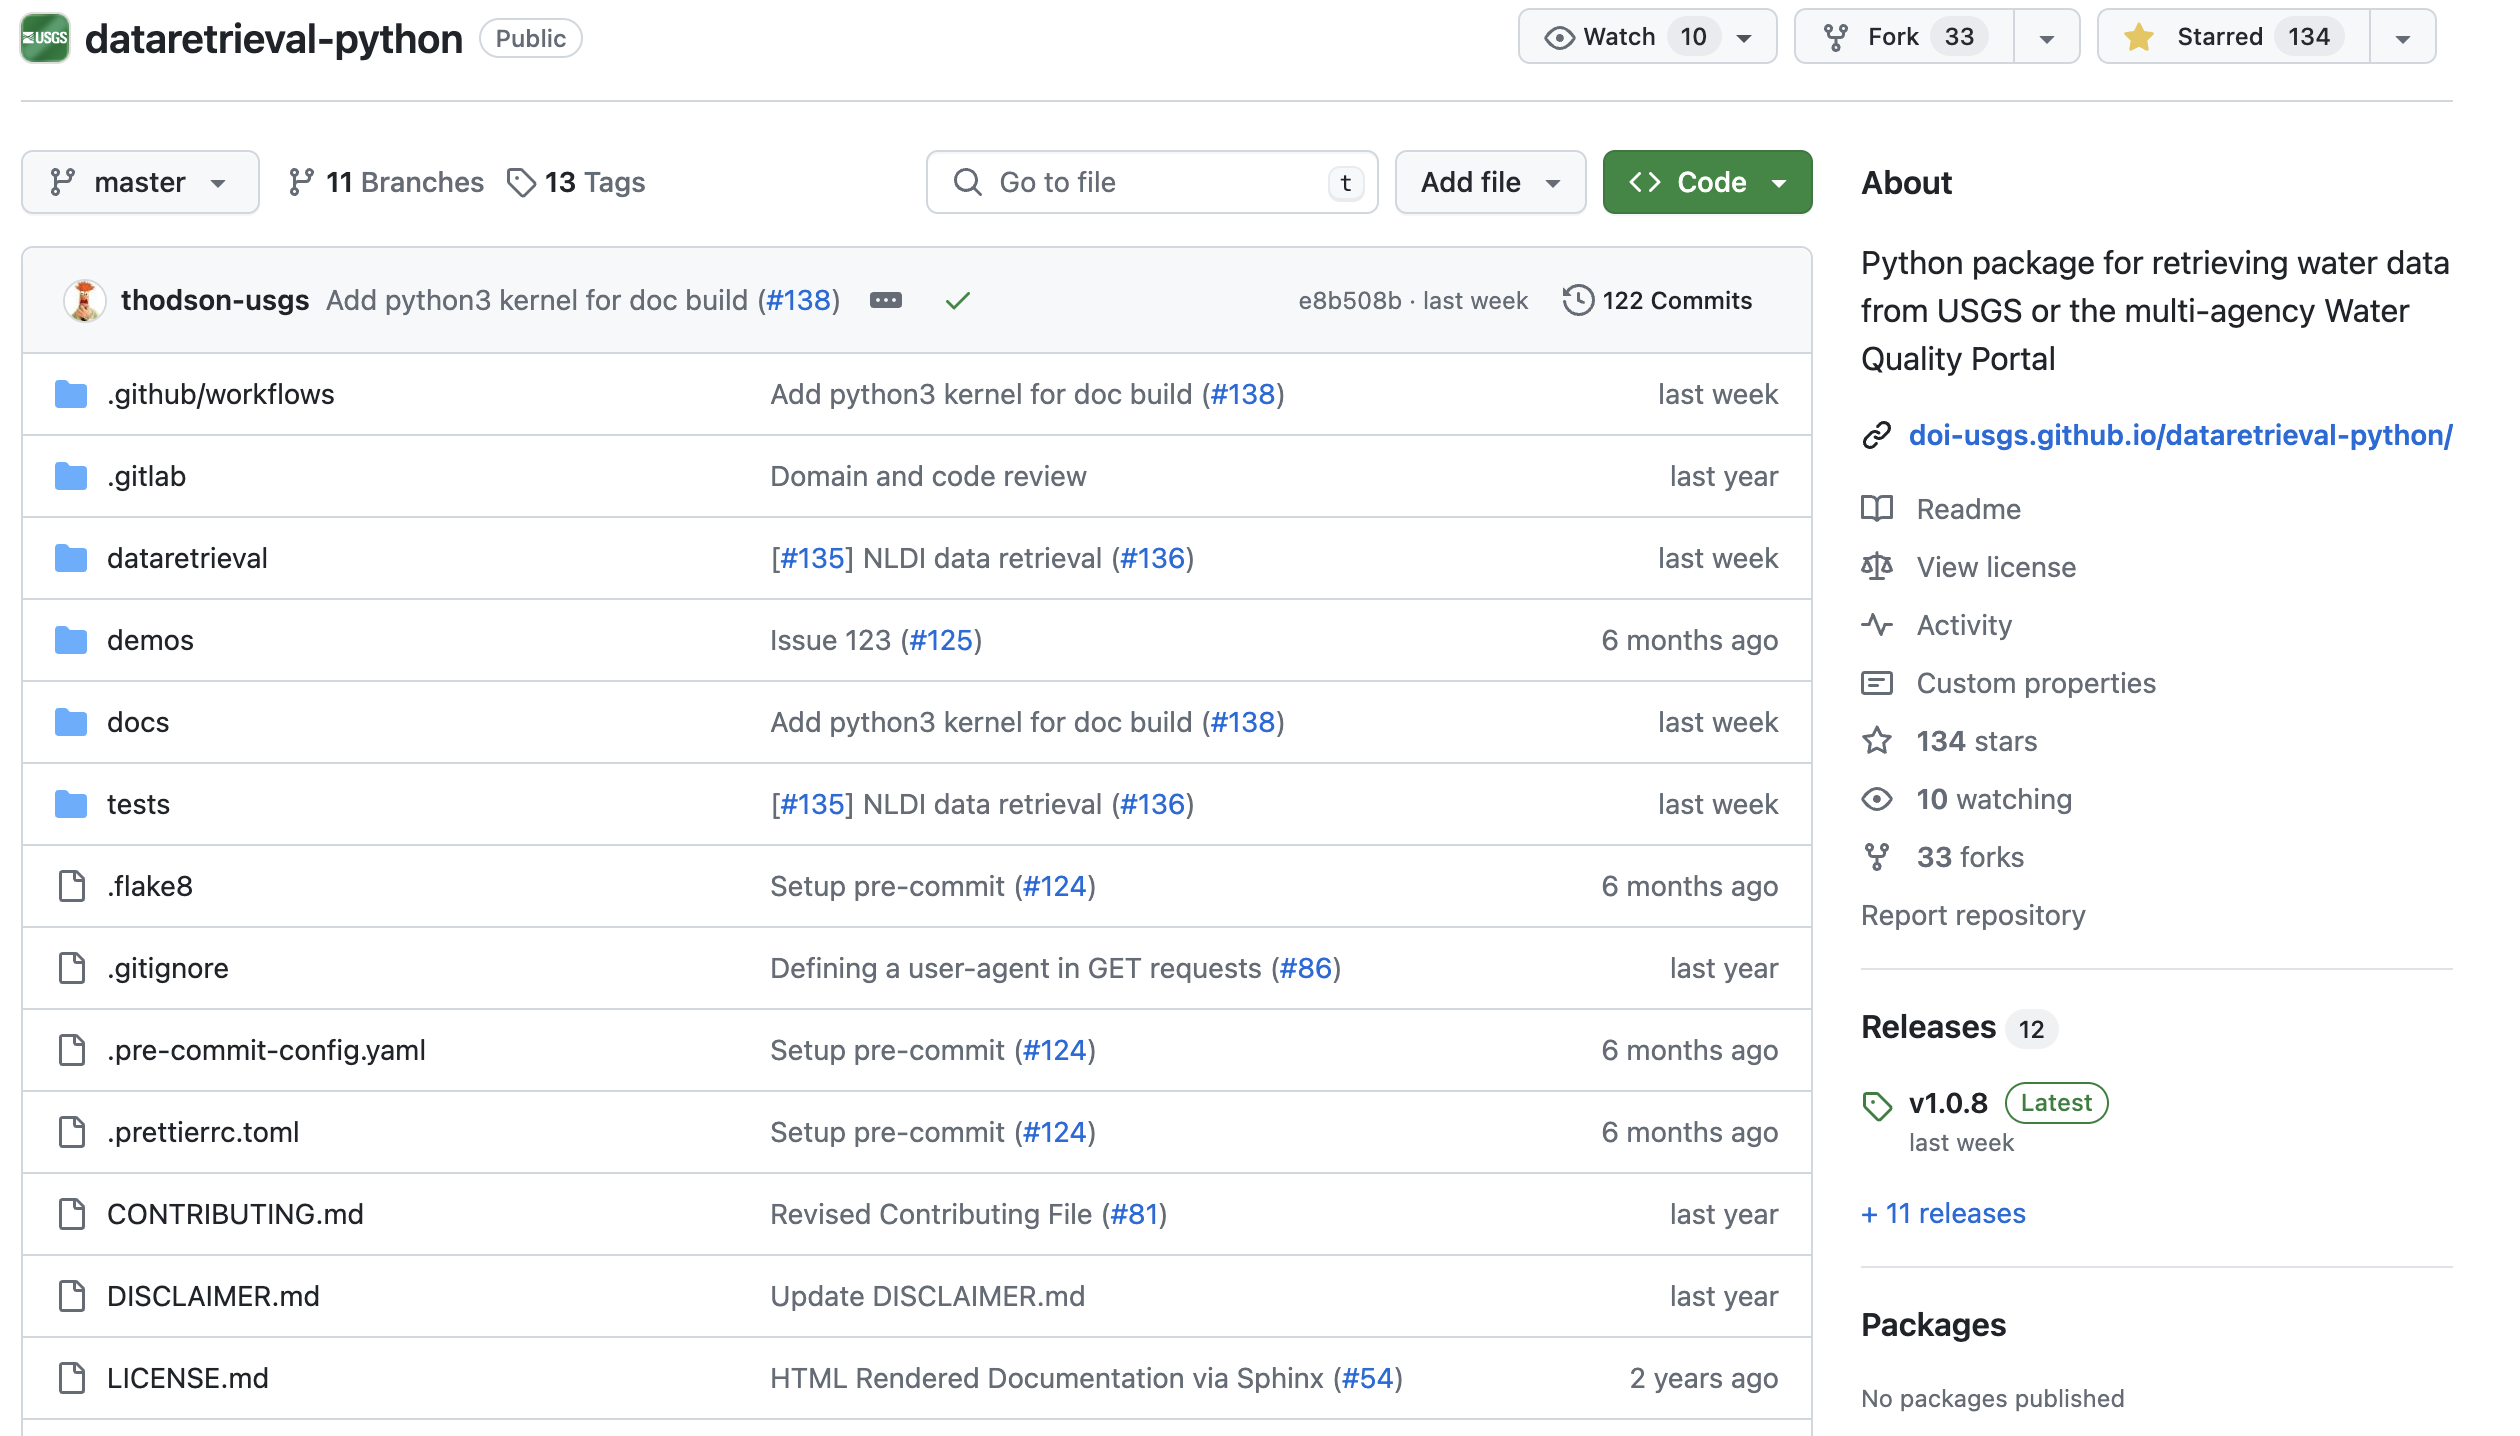 USGS dataretrieval-python Public Watch 10 Fork 33 Starred 134
master 11 Branches 13 Tags Go to file t Add file Code
thodson-usgs Add python3 kernel for doc build (#138) e8b508b · last week 122 Commits
.github/workflows Add python3 kernel for doc build (#138) last week
.gitlab Domain and code review last year
dataretrieval [#135] NLDI data retrieval (#136) last week
demos Issue 123 (#125) 6 months ago
docs Add python3 kernel for doc build (#138) last week
tests [#135] NLDI data retrieval (#136) last week
.flake8 Setup pre-commit (#124) 6 months ago
.gitignore Defining a user-agent in GET requests (#86) last year
.pre-commit-config.yaml Setup pre-commit (#124) 6 months ago
.prettierrc.toml Setup pre-commit (#124) 6 months ago
CONTRIBUTING.md Revised Contributing File (#81) last year
DISCLAIMER.md Update DISCLAIMER.md last year
LICENSE.md HTML Rendered Documentation via Sphinx (#54) 2 years ago
About
Python package for retrieving water data
from USGS or the multi-agency Water
Quality Portal
doi-usgs.github.io/dataretrieval-python/
Readme
View license
Activity
Custom properties
134 stars
10 watching
33 forks
Report repository
Releases 12
v1.0.8 Latest
last week
+ 11 releases
Packages
No packages published